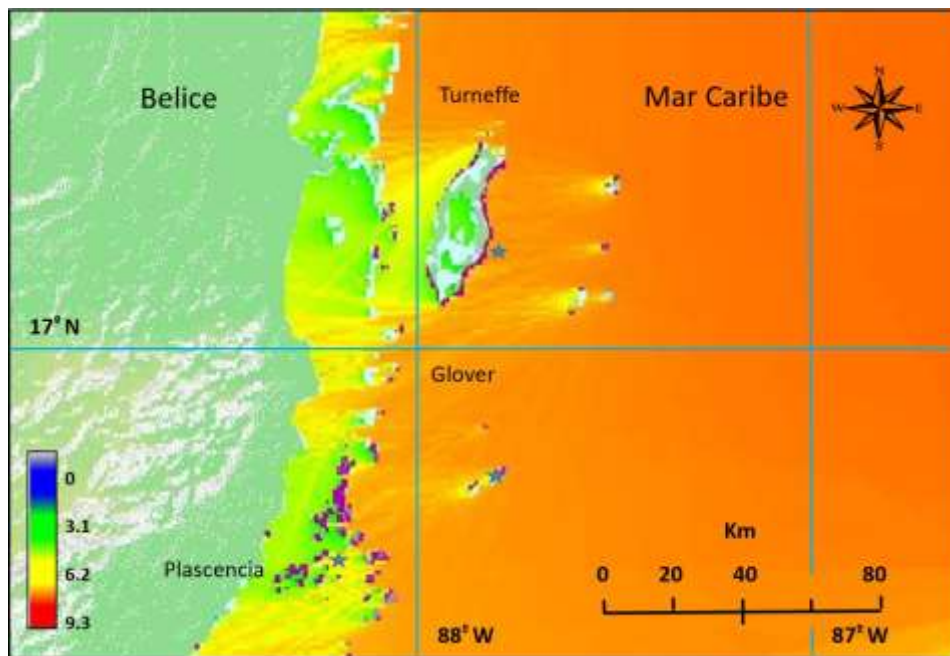 Belice
Turneffe
Mar Caribe
N
W
E
S
17° N
Glover
0
3.1
6.2
9.3
Plascencia
Km
0
40
80
88° W
87° W